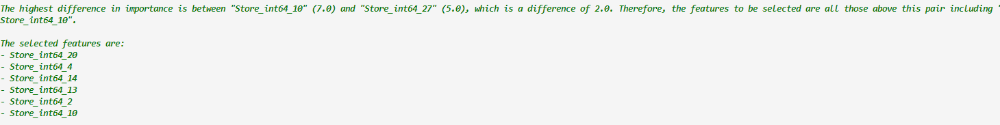 The highest difference in importance is between "Store_int64_10" (7.0) and "Store_int64_27" (5.0), which is a difference of 2.0. Therefore, the features to be selected are all those above this pair including "
Store_int64_10".
The selected features are:
- Store_int64_20
- Store_int64_4
- Store_int64_14
- Store_int64_13
- Store_int64_2
- Store_int64_10